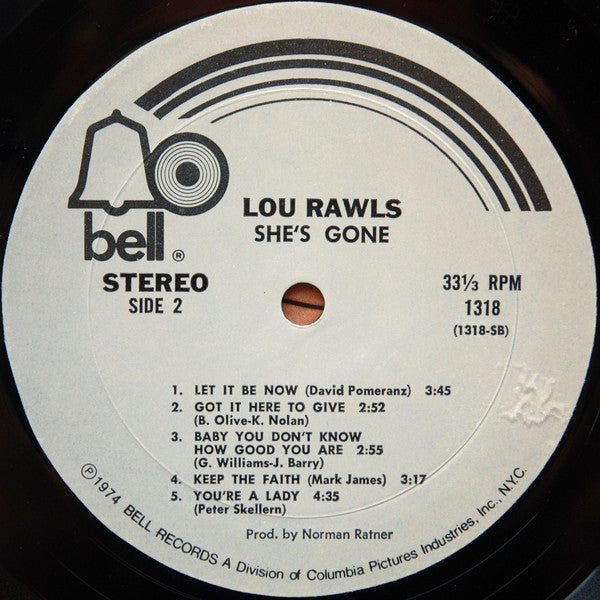 bell®
LOU RAWLS
SHE'S GONE
STEREO
SIDE 2
33⅓ RPM
1318
(1318-SB)
1. LET IT BE NOW (David Pomeranz) 3:45
2. GOT IT HERE TO GIVE 2:52
(B. Olive-K. Nolan)
3. BABY YOU DON'T KNOW
HOW GOOD YOU ARE 2:55
(G. Williams-J. Barry)
4. KEEP THE FAITH (Mark James) 3:17
5. YOU'RE A LADY 4:35
(Peter Skellern)
Prod. by Norman Ratner
℗1974 BELL RECORDS A Division of Columbia Pictures Industries, Inc., N.Y.C.